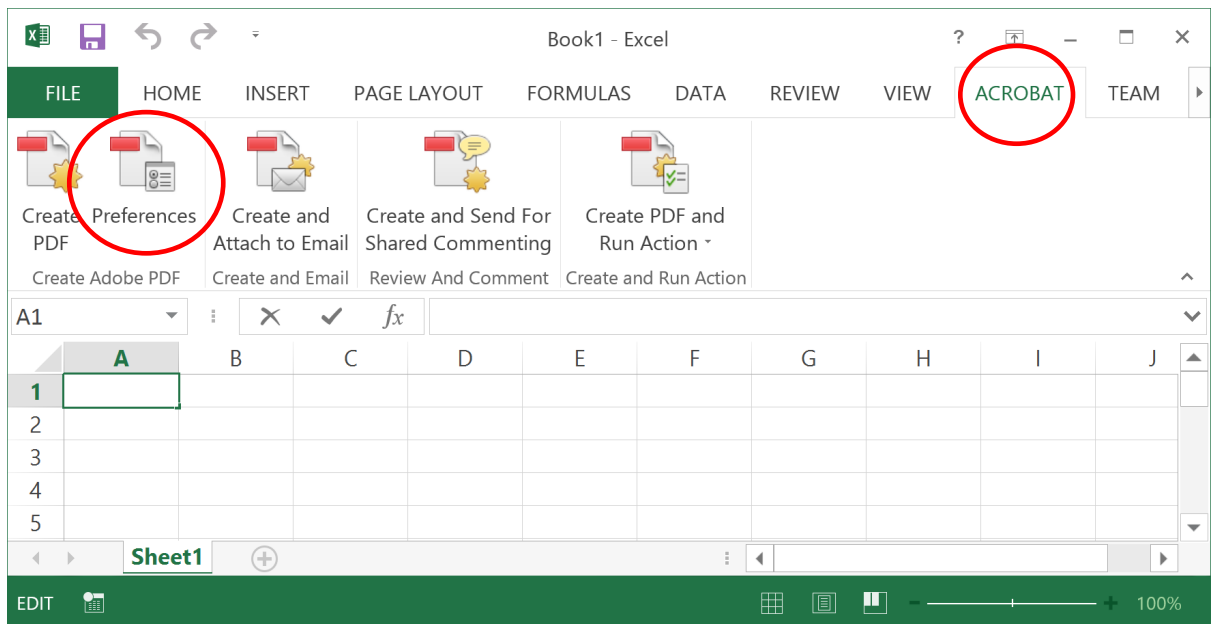 Book1 - Excel ?
FILE HOME INSERT PAGE LAYOUT FORMULAS DATA REVIEW VIEW ACROBAT TEAM
Create Preferences Create and Create and Send For Create PDF and
PDF Attach to Email Shared Commenting Run Action
Create Adobe PDF Create and Email Review And Comment Create and Run Action
A1 fx
A B C D E F G H I J
1
2
3
4
5
Sheet1
EDIT 100%